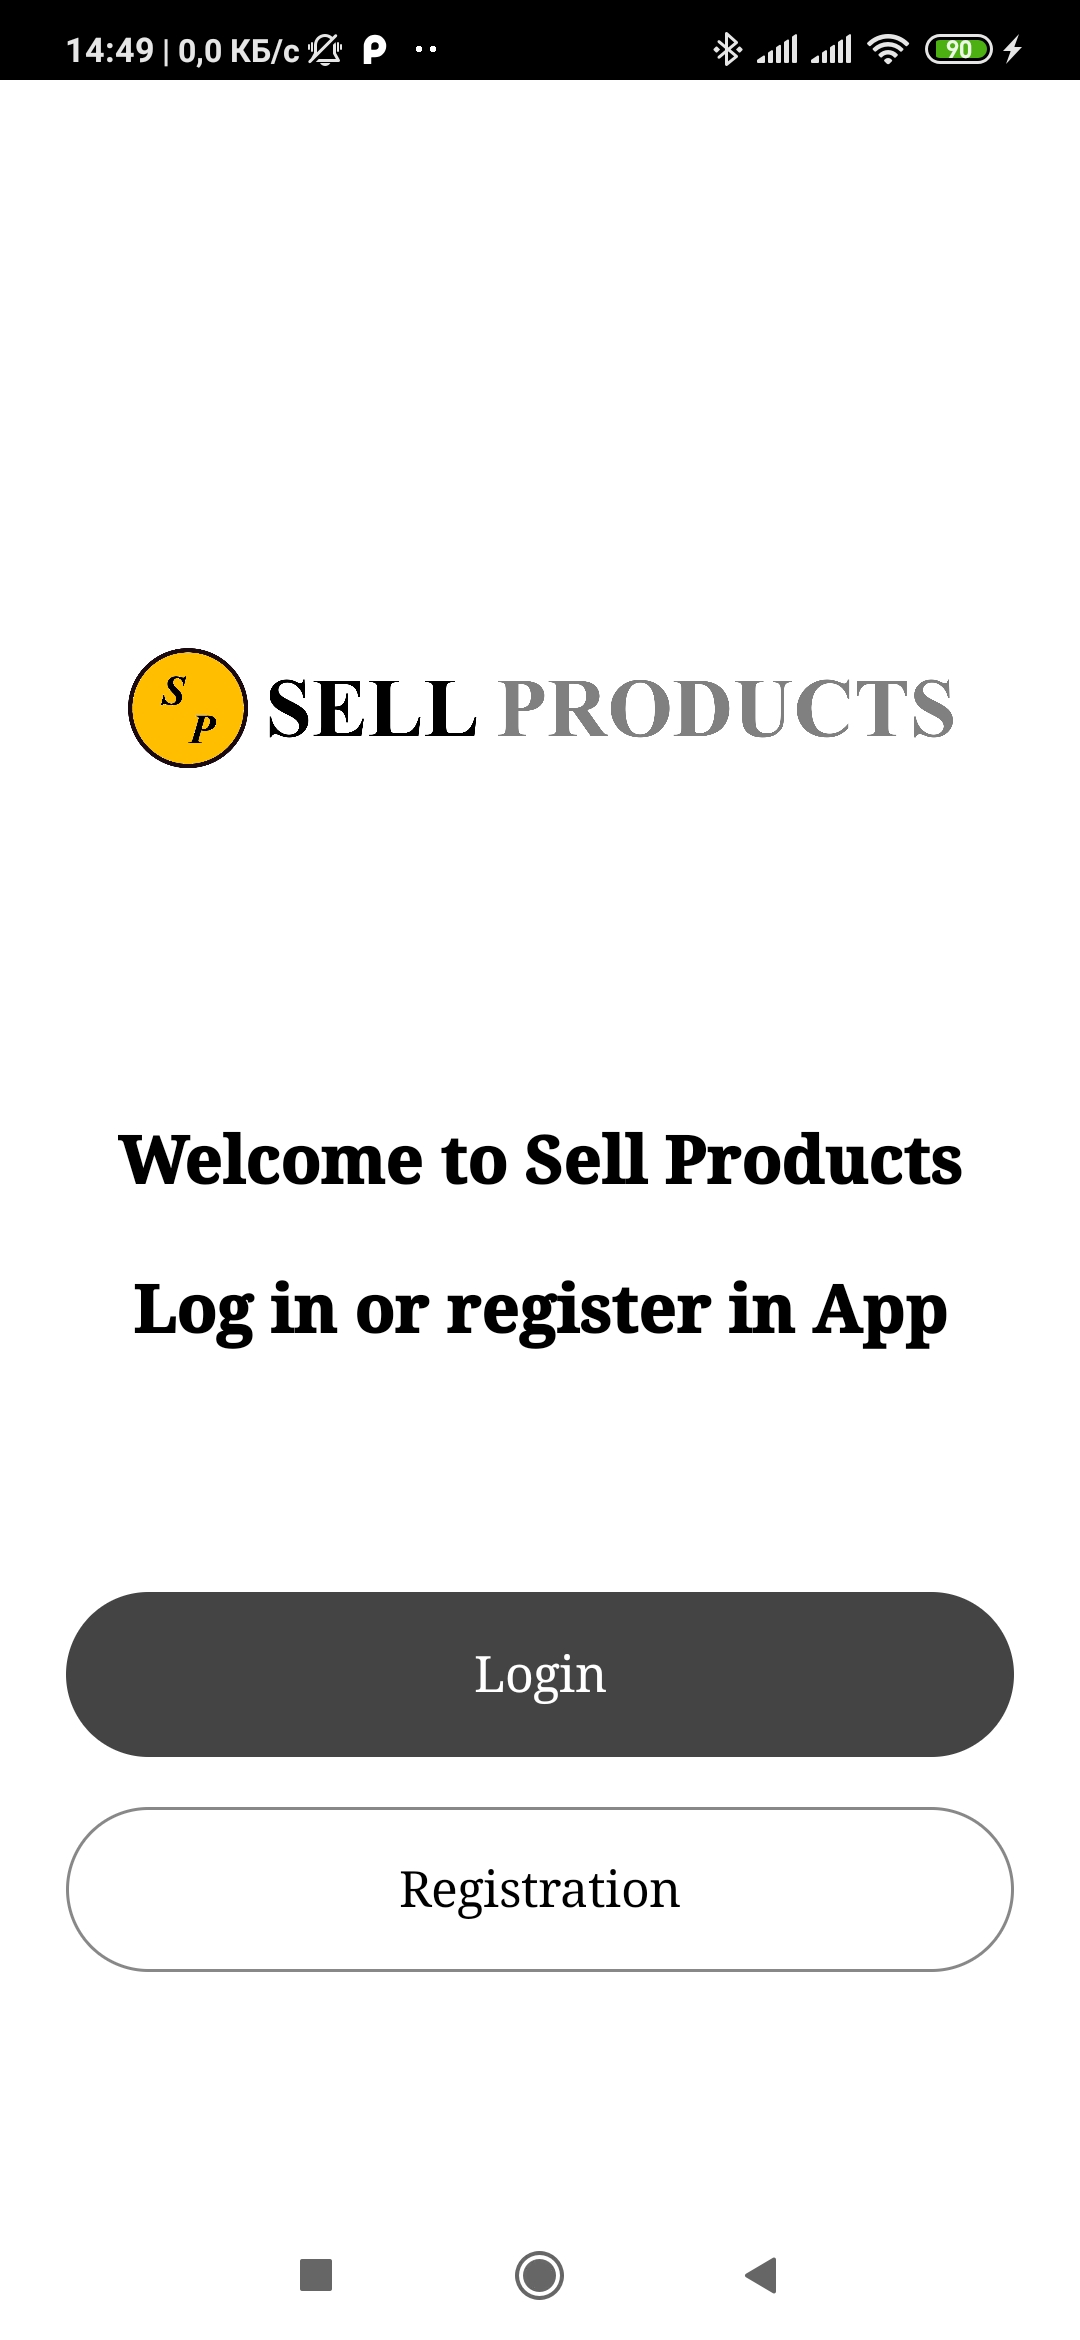 14:49 | 0,0 КБ/с
90
S
P
SELL PRODUCTS
Welcome to Sell Products
Log in or register in App
Login
Registration